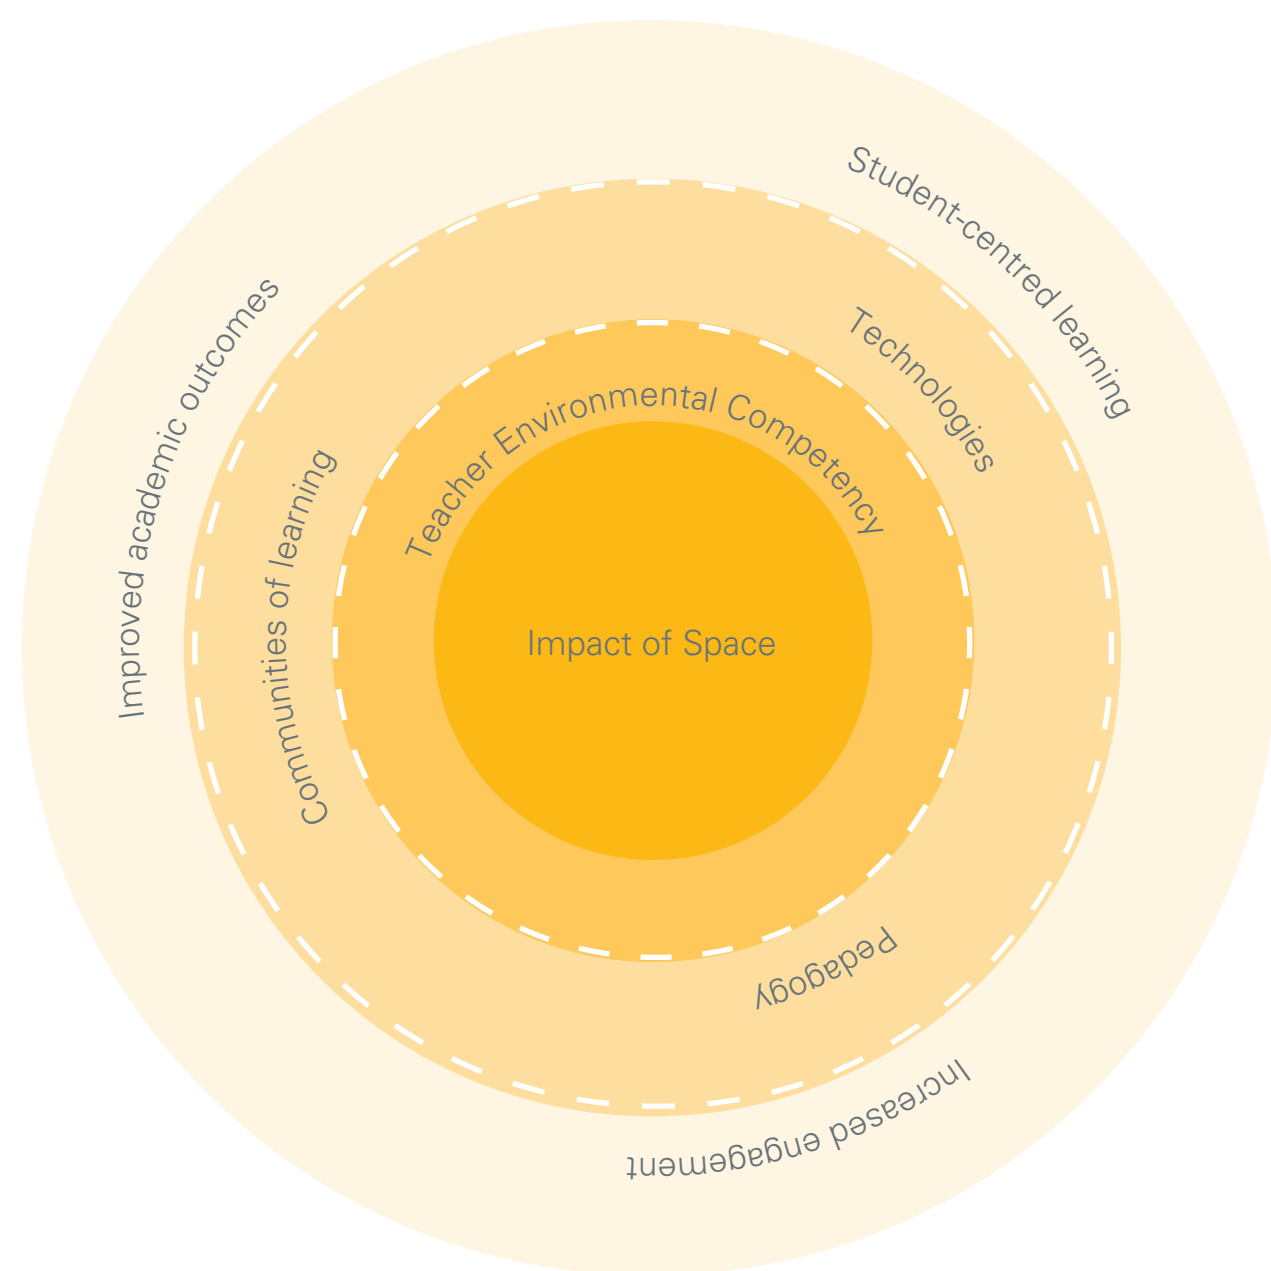 Student-centred learning
Improved academic outcomes
Technologies
Teacher Environmental Competency
Communities of learning
Impact of Space
Pedagogy
Increased engagement